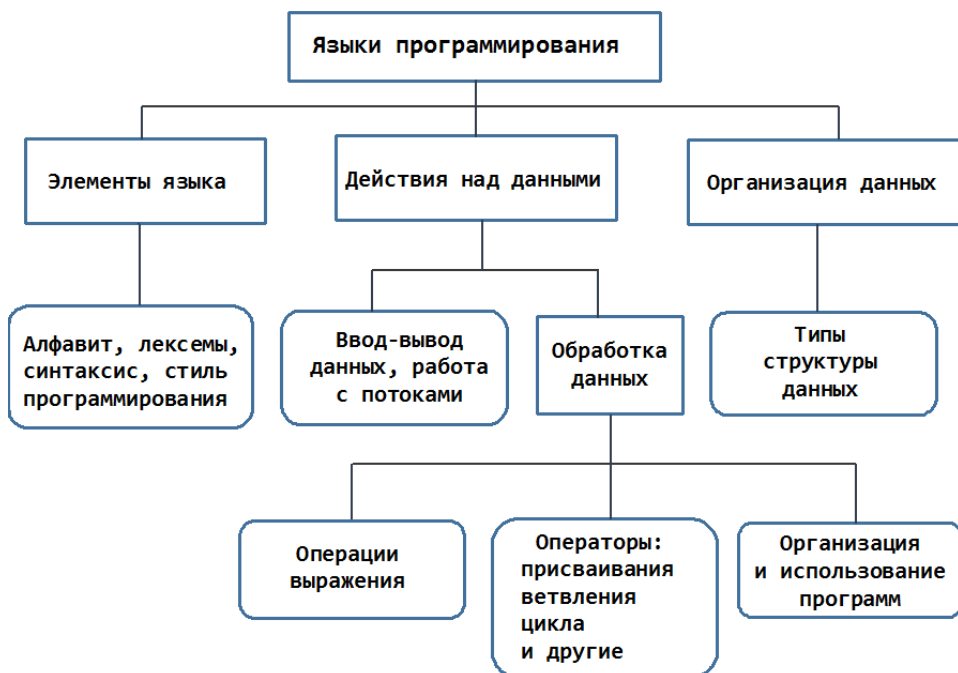 Языки программирования
Элементы языка
Действия над данными
Организация данных
Алфавит, лексемы,
синтаксис, стиль
программирования
Ввод-вывод
данных, работа
с потоками
Обработка
данных
Типы
структуры
данных
Операции
выражения
Операторы:
присваивания
ветвления
цикла
и другие
Организация
и использование
программ